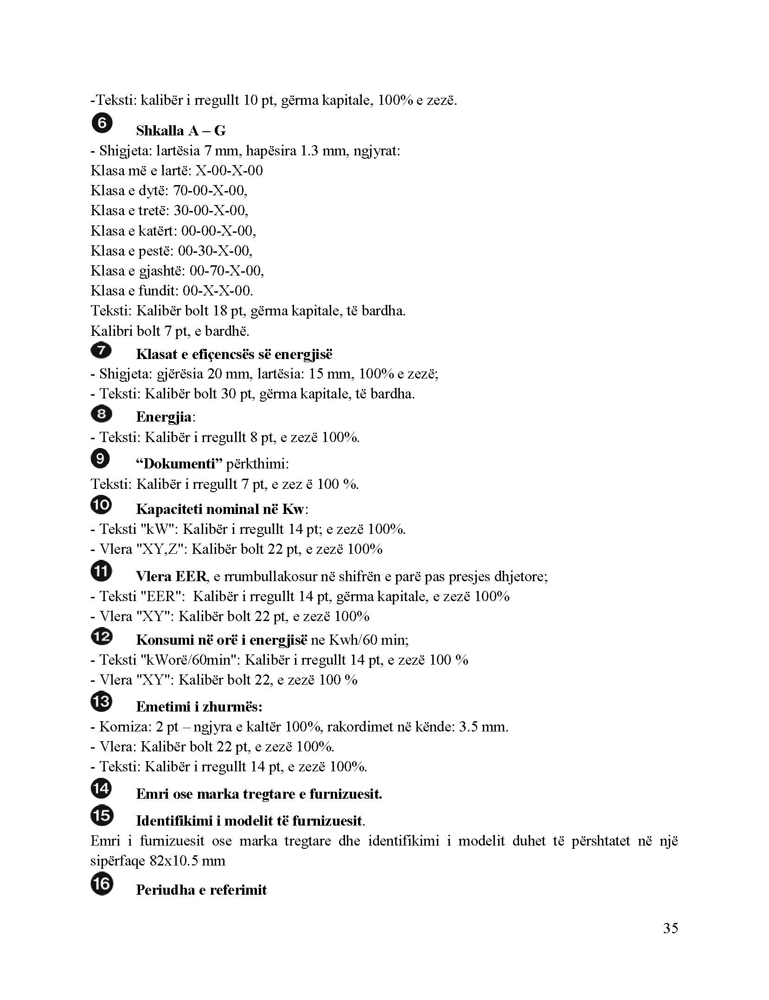 -Teksti: kalibër i rregullt 10 pt, gërma kapitale, 100% e zezë.
6 Shkalla A – G
- Shigjeta: lartësia 7 mm, hapësira 1.3 mm, ngjyrat:
Klasa më e lartë: X-00-X-00
Klasa e dytë: 70-00-X-00,
Klasa e tretë: 30-00-X-00,
Klasa e katërt: 00-00-X-00,
Klasa e pestë: 00-30-X-00,
Klasa e gjashtë: 00-70-X-00,
Klasa e fundit: 00-X-X-00.
Teksti: Kalibër bolt 18 pt, gërma kapitale, të bardha.
Kalibri bolt 7 pt, e bardhë.
7 Klasat e efiçencsës së energjisë
- Shigjeta: gjërësia 20 mm, lartësia: 15 mm, 100% e zezë;
- Teksti: Kalibër bolt 30 pt, gërma kapitale, të bardha.
8 Energjia:
- Teksti: Kalibër i rregullt 8 pt, e zezë 100%.
9 “Dokumenti” përkthimi:
Teksti: Kalibër i rregullt 7 pt, e zez ë 100 %.
10 Kapaciteti nominal në Kw:
- Teksti "kW": Kalibër i rregullt 14 pt; e zezë 100%.
- Vlera "XY,Z": Kalibër bolt 22 pt, e zezë 100%
11 Vlera EER, e rrumbullakosur në shifrën e parë pas presjes dhjetore;
- Teksti "EER":  Kalibër i rregullt 14 pt, gërma kapitale, e zezë 100%
- Vlera "XY": Kalibër bolt 22 pt, e zezë 100%
12 Konsumi në orë i energjisë ne Kwh/60 min;
- Teksti "kWorë/60min": Kalibër i rregullt 14 pt, e zezë 100 %
- Vlera "XY": Kalibër bolt 22, e zezë 100 %
13 Emetimi i zhurmës:
- Korniza: 2 pt – ngjyra e kaltër 100%, rakordimet në kënde: 3.5 mm.
- Vlera: Kalibër bolt 22 pt, e zezë 100%.
- Teksti: Kalibër i rregullt 14 pt, e zezë 100%.
14 Emri ose marka tregtare e furnizuesit.
15 Identifikimi i modelit të furnizuesit.
Emri i furnizuesit ose marka tregtare dhe identifikimi i modelit duhet të përshtatet në një
sipërfaqe 82x10.5 mm
16 Periudha e referimit
35